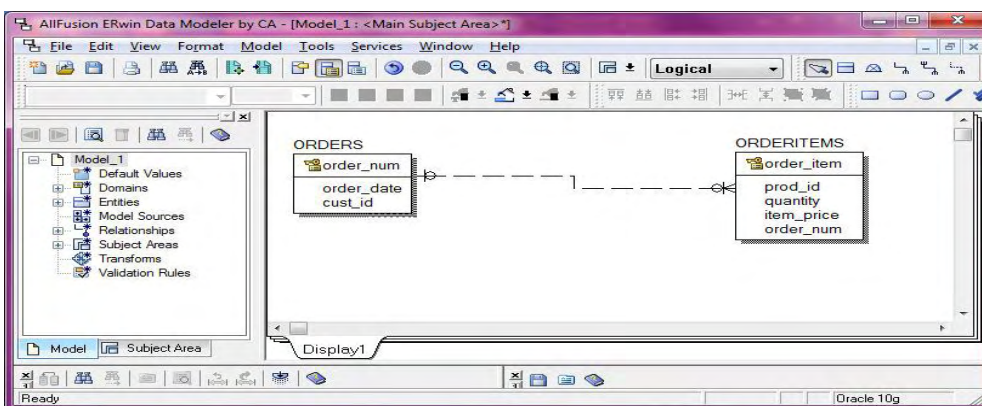 AllFusion ERwin Data Modeler by CA - [Model_1 : <Main Subject Area>*]
File Edit View Format Model Tools Services Window Help
Logical
Model_1
Default Values
Domains
Entities
Model Sources
Relationships
Subject Areas
Transforms
Validation Rules
ORDERS
order_num
order_date
cust_id
ORDERITEMS
order_item
prod_id
quantity
item_price
order_num
Model Subject Area
Display1
Ready Oracle 10g